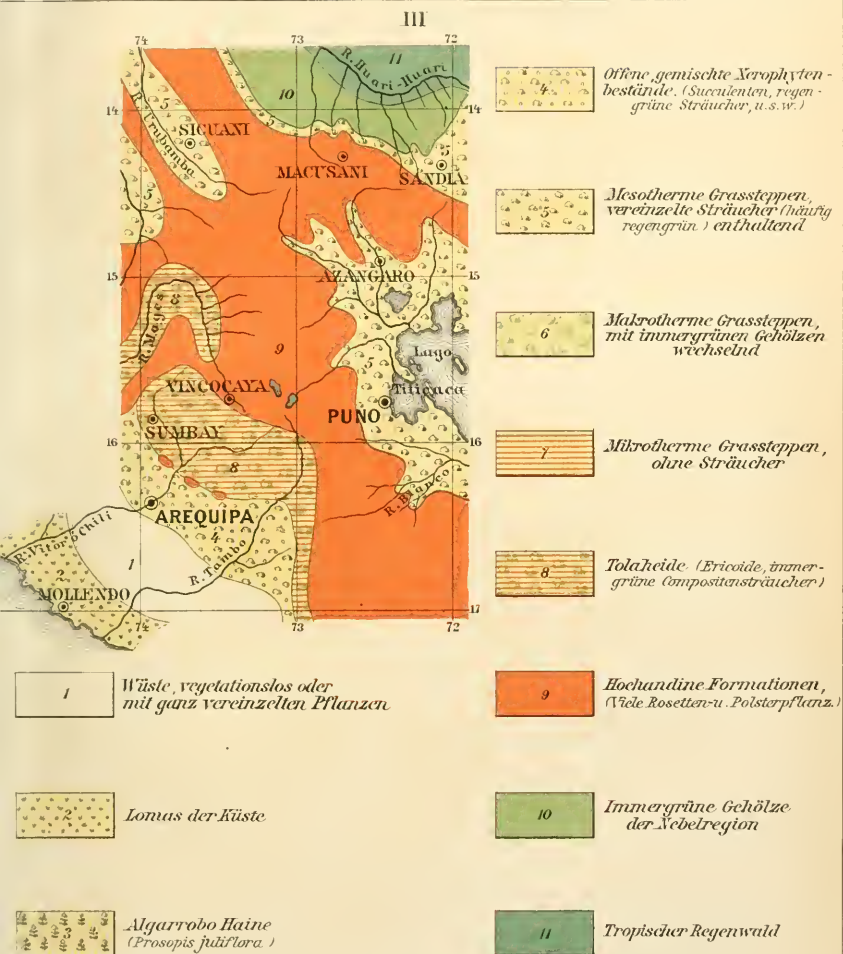 III
74
73
72
R. Huari-Huari
11
10
14
14
R. Urubamba
5
SICUANI
5
5
MACUSANI
SANDIA
5
15
15
AZANGARO
R. Mages
8
9
5
Lago
Titicaca
VINCOCAYA
PUNO
SUMBAY
16
16
8
R. Blanco
AREQUIPA
R. Vitor ó Chili
4
1
R. Tambo
2
MOLLENDO
17
74
73
72
4
Offene, gemischte Xerophyten-
bestände. (Succulenten, regen-
grüne Sträucher, u.s.w.)
5
Mesotherme Grassteppen,
vereinzelte Sträucher (häufig
regengrün) enthaltend
6
Makrotherme Grassteppen,
mit immergrünen Gehölzen
wechselnd
7
Mikrotherme Grassteppen,
ohne Sträucher
8
Tolaheide (Ericoide, immer-
grüne Compositensträucher)
1
Wüste, vegetationslos oder
mit ganz vereinzelten Pflanzen
9
Hochandine Formationen,
(Viele Rosetten-u. Polsterpflanz.)
2
Lomas der Küste
10
Immergrüne Gehölze
der Nebelregion
Algarrobo Haine
(Prosopis juliflora)
11
Tropischer Regenwald